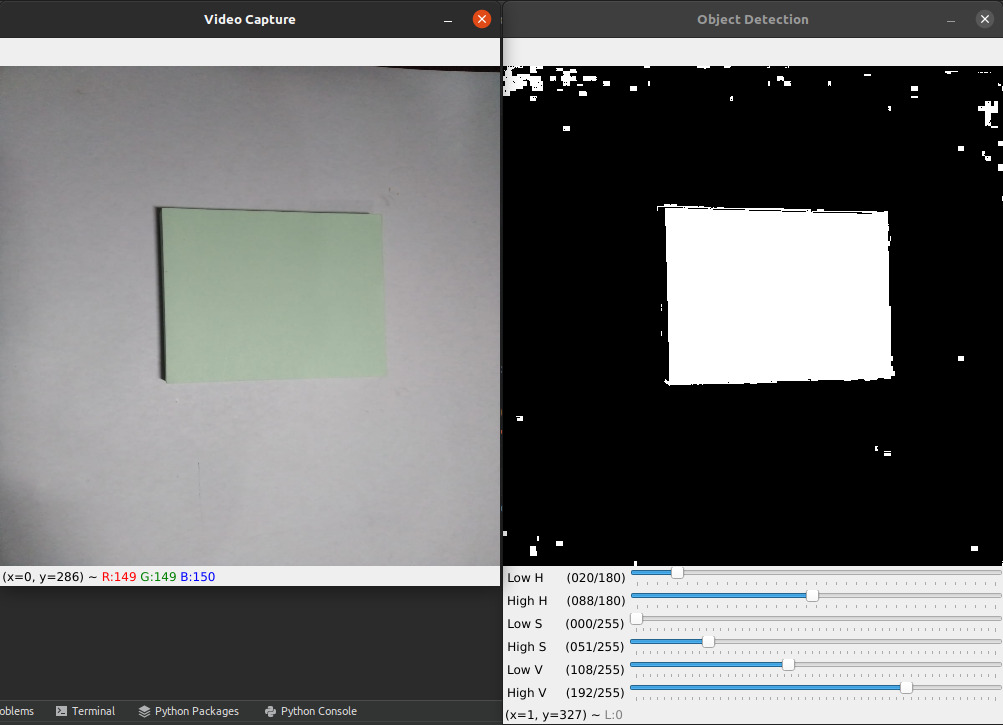 Video Capture
Object Detection
(x=0, y=286) ~ R:149 G:149 B:150
Low H (020/180)
High H (088/180)
Low S (000/255)
High S (051/255)
Low V (108/255)
High V (192/255)
oblems Terminal Python Packages Python Console
(x=1, y=327) ~ L:0